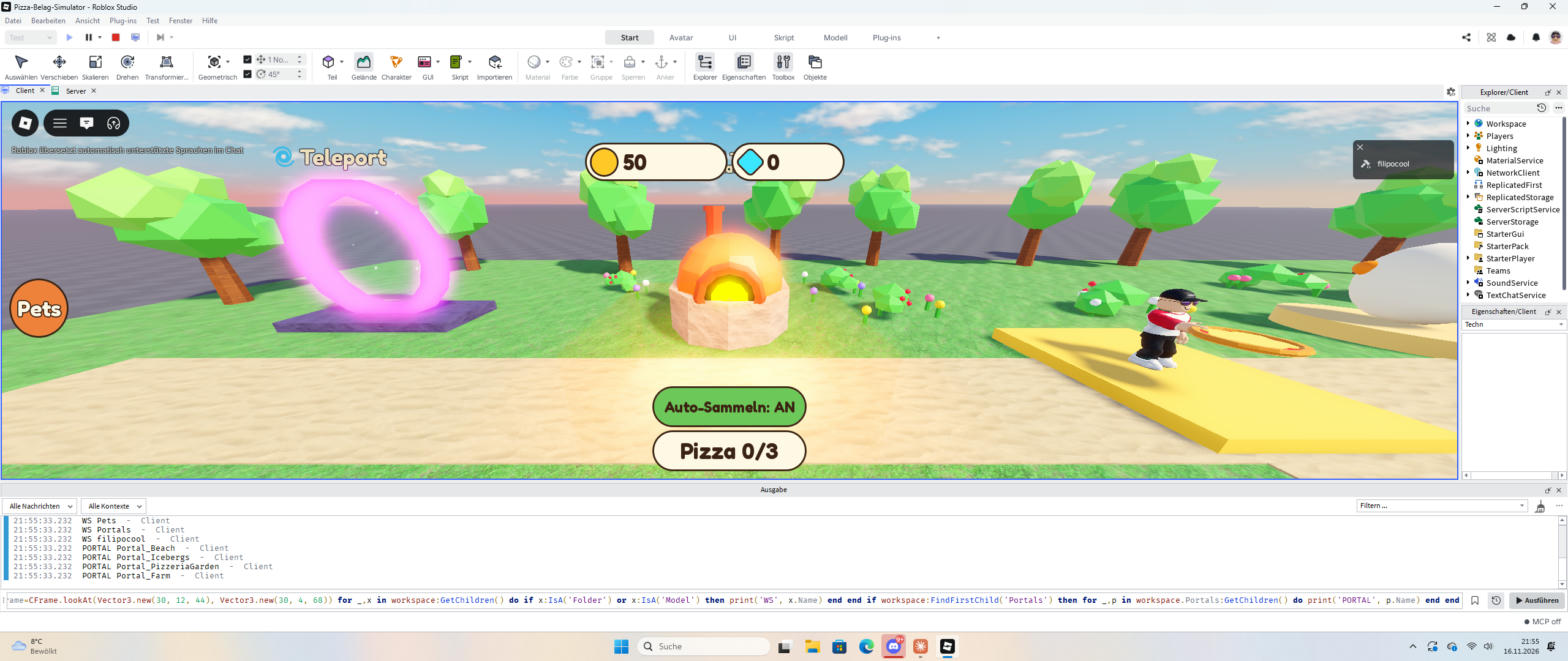 Pizza-Belag-Simulator - Roblox Studio
Datei Bearbeiten Ansicht Plug-ins Test Fenster Hilfe
Test Start Avatar UI Skript Modell Plug-ins
1 No...
45°
Auswählen Verschieben Skalieren Drehen Transformier... Geometrisch Teil Gelände Charakter GUI Skript Importieren Material Farbe Gruppe Sperren Anker Explorer Eigenschaften Toolbox Objekte
Client Server
Explorer/Client
Suche
Workspace
Players
Lighting
MaterialService
NetworkClient
ReplicatedFirst
ReplicatedStorage
ServerScriptService
ServerStorage
StarterGui
StarterPack
StarterPlayer
Teams
SoundService
TextChatService
Eigenschaften/Client
Techn
Roblox übersetzt automatisch unterstützte Sprachen im Chat
Teleport
50
0
filipocool
Pets
Auto-Sammeln: AN
Pizza 0/3
Ausgabe
Alle Nachrichten Alle Kontexte Filtern ...
21:55:33.232 WS Pets - Client
21:55:33.232 WS Portals - Client
21:55:33.232 WS filipocool - Client
21:55:33.232 PORTAL Portal_Beach - Client
21:55:33.232 PORTAL Portal_Icebergs - Client
21:55:33.232 PORTAL Portal_PizzeriaGarden - Client
21:55:33.232 PORTAL Portal_Farm - Client
rame=CFrame.lookAt(Vector3.new(30, 12, 44), Vector3.new(30, 4, 68)) for _,x in workspace:GetChildren() do if x:IsA('Folder') or x:IsA('Model') then print('WS', x.Name) end end if workspace:FindFirstChild('Portals') then for _,p in workspace.Portals:GetChildren() do print('PORTAL', p.Name) end end
Ausführen
MCP off
8°C
Bewölkt
Suche
9+
21:55
16.11.2026